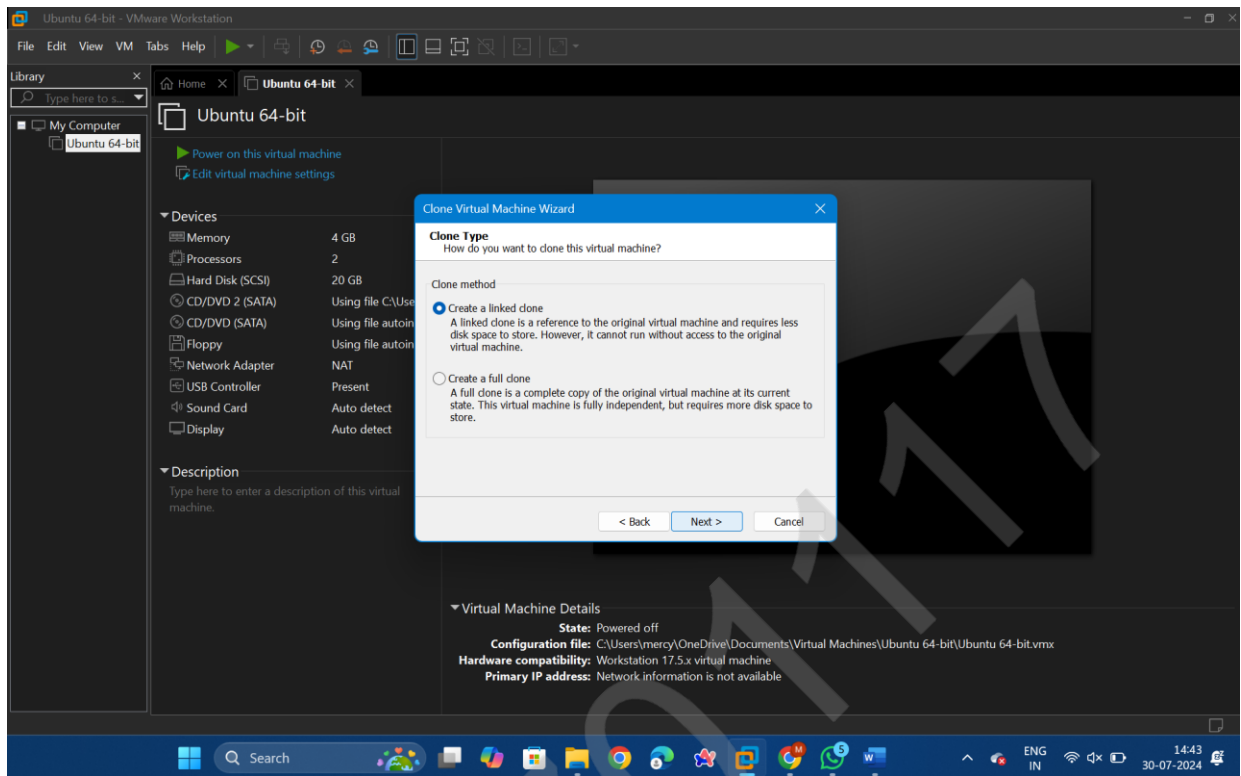 Ubuntu 64-bit - VMware Workstation
File Edit View VM Tabs Help
Library
Type here to s...
My Computer
Ubuntu 64-bit
Home
Ubuntu 64-bit
Ubuntu 64-bit
Power on this virtual machine
Edit virtual machine settings
Devices
Memory 4 GB
Processors 2
Hard Disk (SCSI) 20 GB
CD/DVD 2 (SATA) Using file C:\Use
CD/DVD (SATA) Using file autoin
Floppy Using file autoin
Network Adapter NAT
USB Controller Present
Sound Card Auto detect
Display Auto detect
Description
Type here to enter a description of this virtual
machine.
Clone Virtual Machine Wizard
Clone Type
How do you want to clone this virtual machine?
Clone method
Create a linked clone
A linked clone is a reference to the original virtual machine and requires less
disk space to store. However, it cannot run without access to the original
virtual machine.
Create a full clone
A full clone is a complete copy of the original virtual machine at its current
state. This virtual machine is fully independent, but requires more disk space to
store.
< Back Next > Cancel
Virtual Machine Details
State: Powered off
Configuration file: C:\Users\mercy\OneDrive\Documents\Virtual Machines\Ubuntu 64-bit\Ubuntu 64-bit.vmx
Hardware compatibility: Workstation 17.5.x virtual machine
Primary IP address: Network information is not available
Search
ENG
IN
14:43
30-07-2024